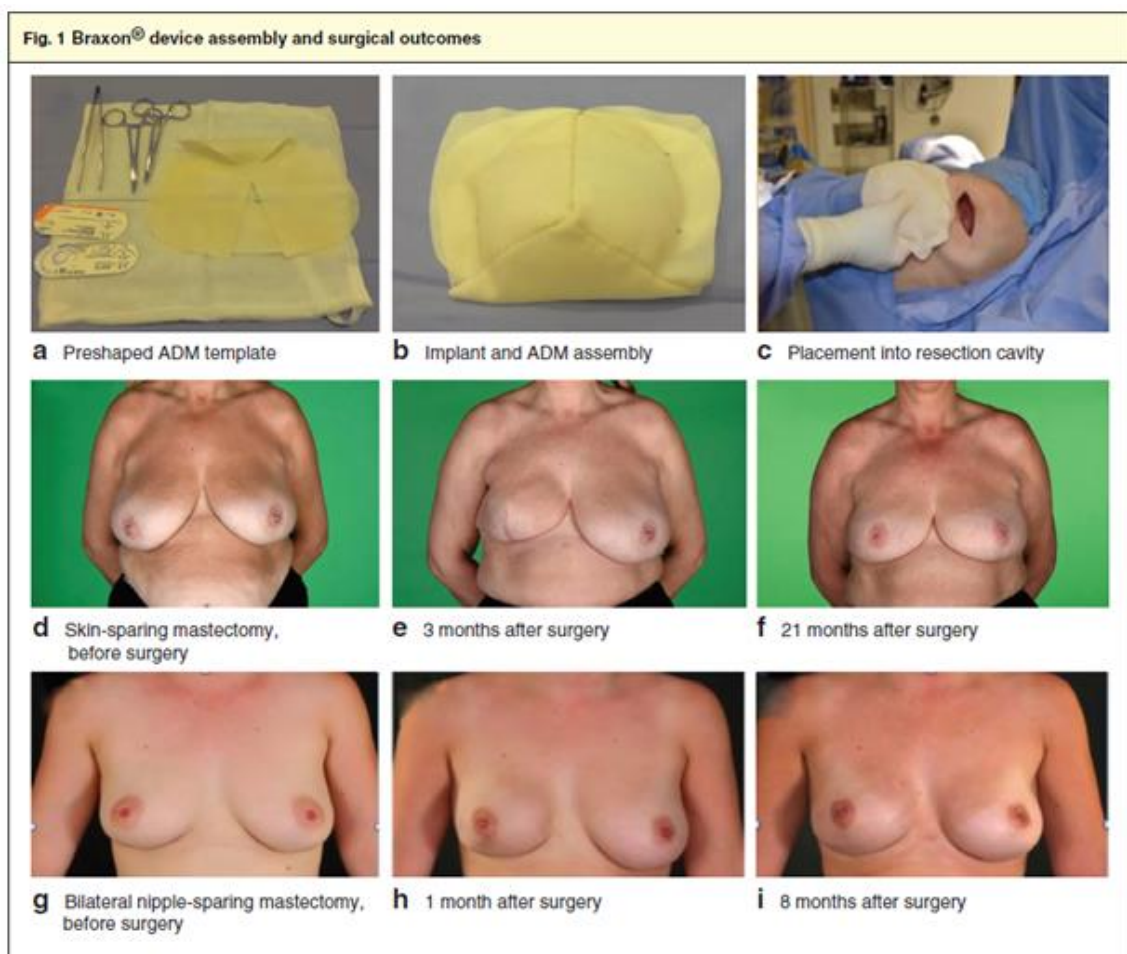 Fig. 1 Braxon® device assembly and surgical outcomes
a Preshaped ADM template
b Implant and ADM assembly
c Placement into resection cavity
d Skin-sparing mastectomy,
before surgery
e 3 months after surgery
f 21 months after surgery
g Bilateral nipple-sparing mastectomy,
before surgery
h 1 month after surgery
i 8 months after surgery